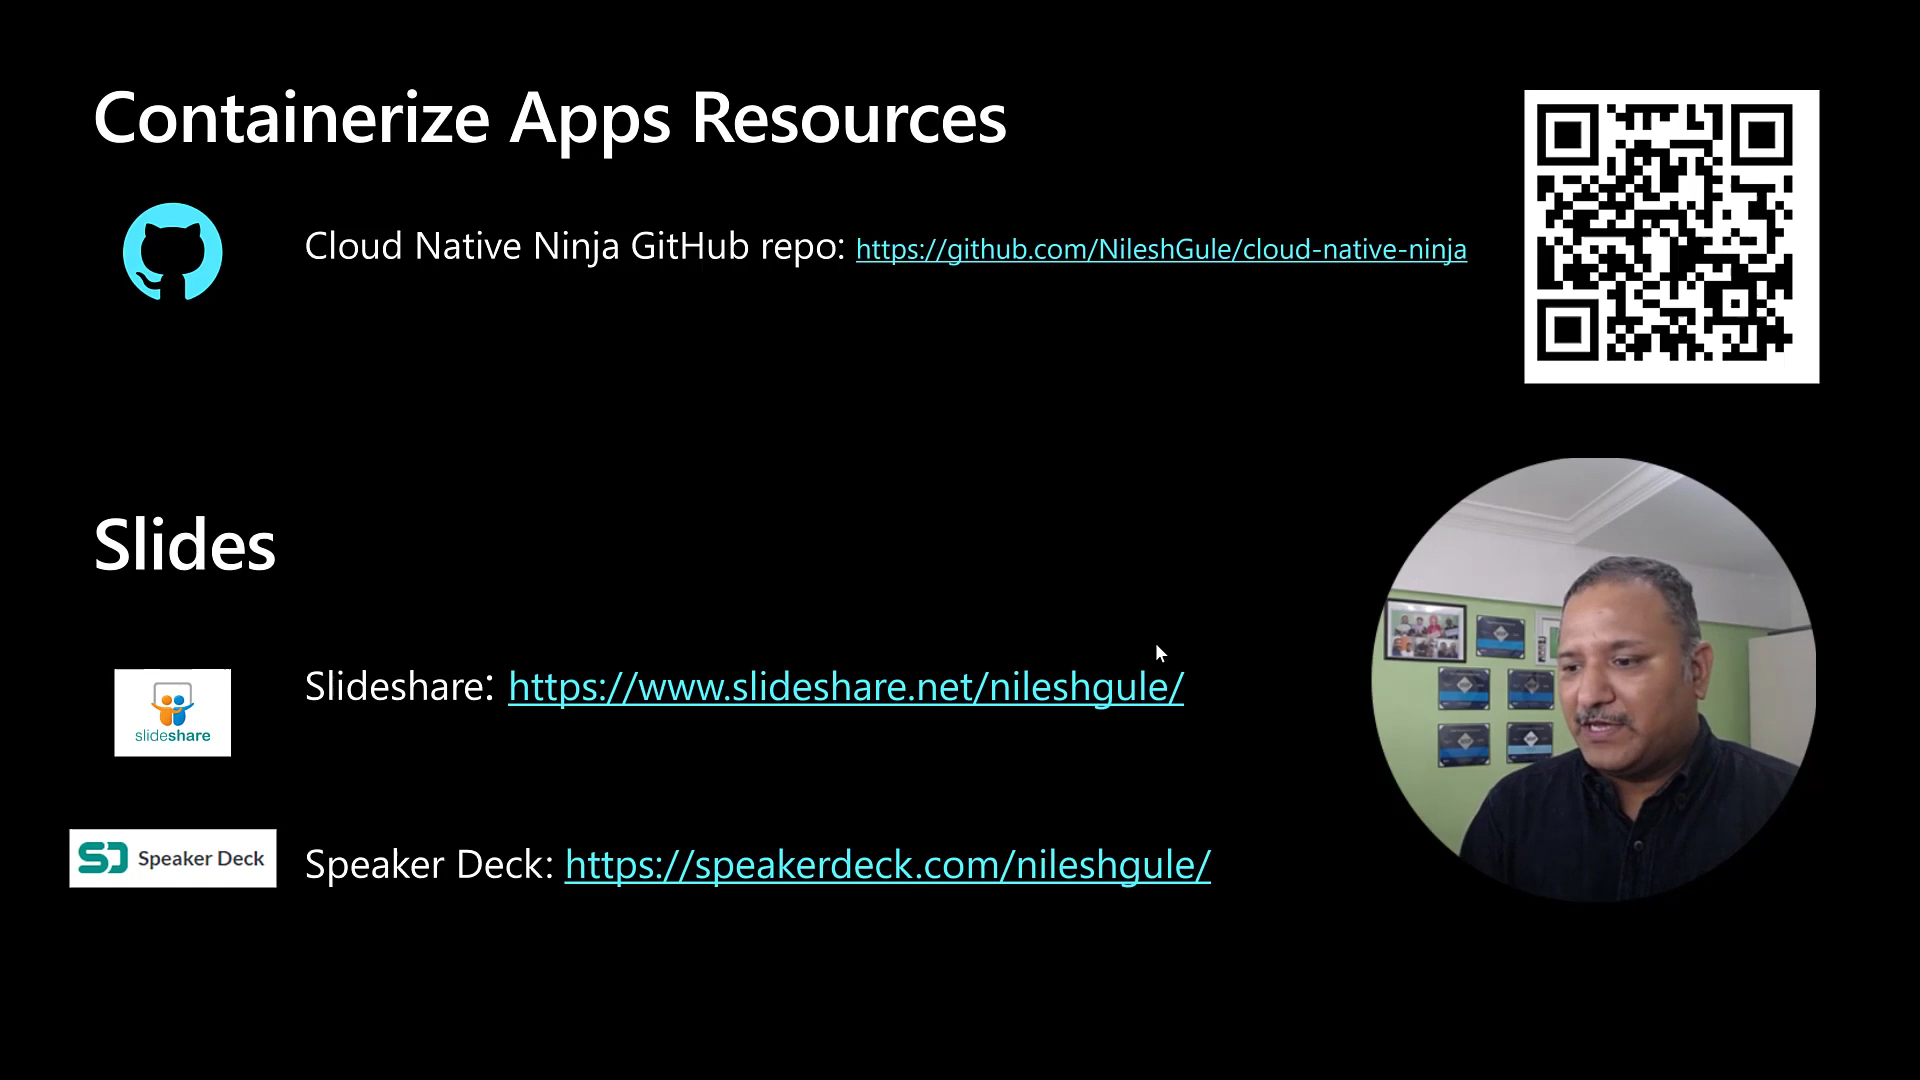 Containerize Apps Resources
Cloud Native Ninja GitHub repo: https://github.com/NileshGule/cloud-native-ninja
Slides
slideshare
Slideshare: https://www.slideshare.net/nileshgule/
Speaker Deck
Speaker Deck: https://speakerdeck.com/nileshgule/